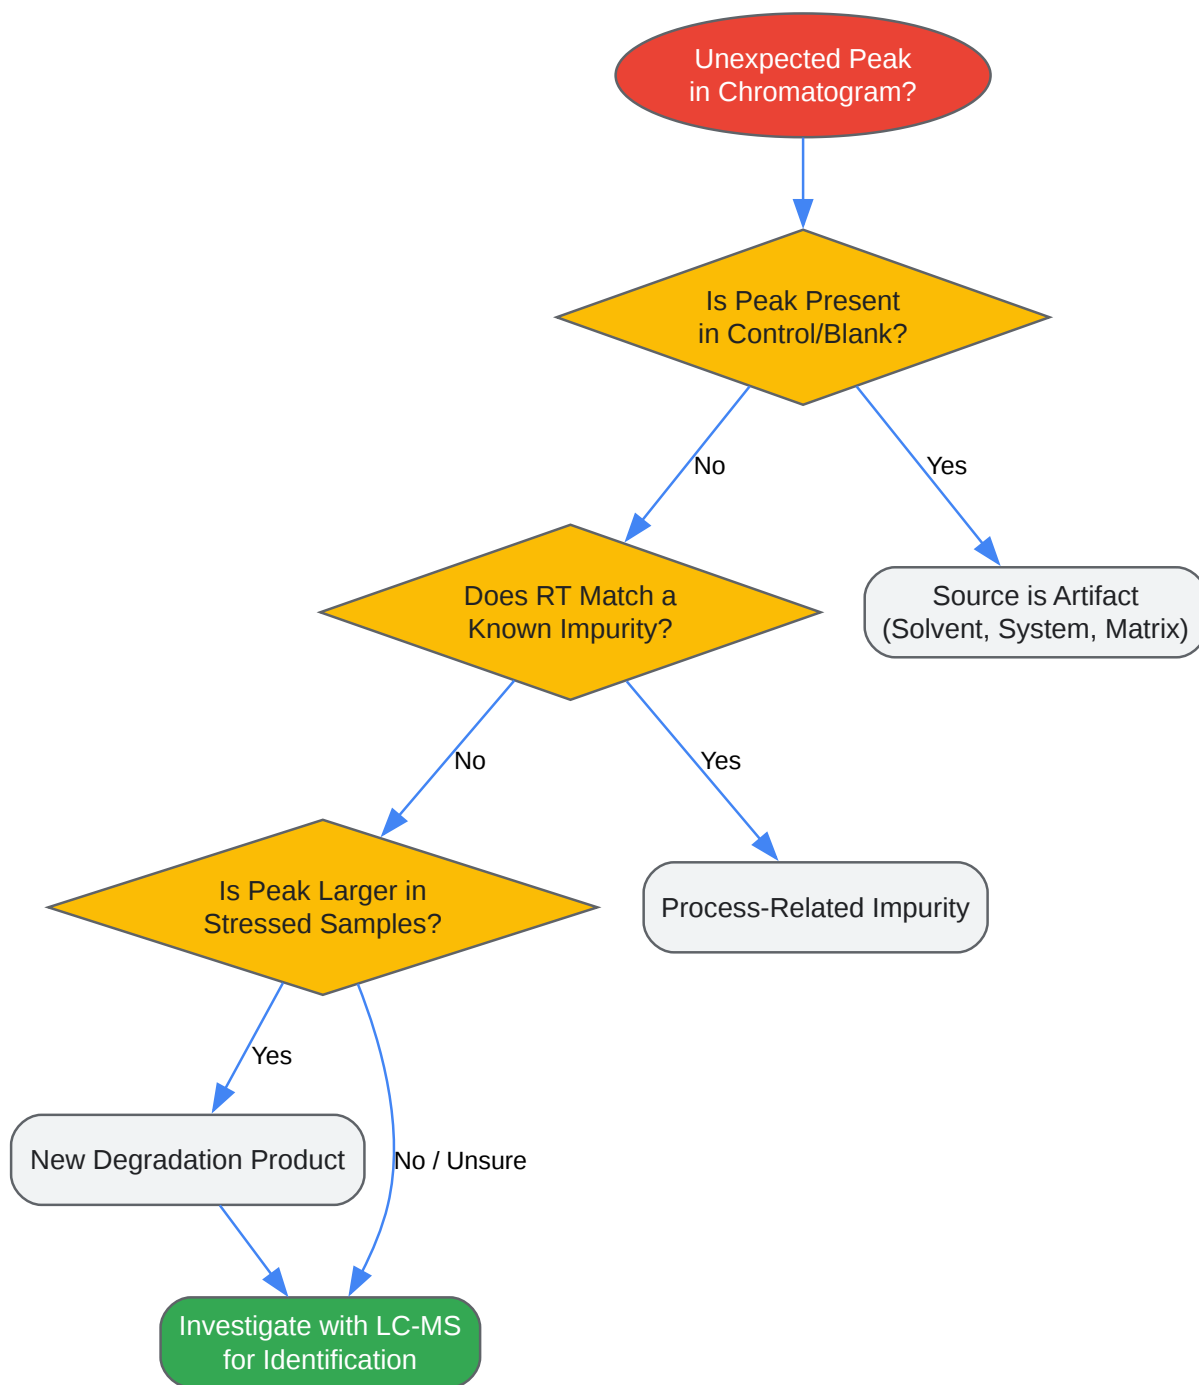 Unexpected Peak
in Chromatogram?
Is Peak Present
in Control/Blank?
No
Yes
Does RT Match a
Known Impurity?
Source is Artifact
(Solvent, System, Matrix)
No
Yes
Is Peak Larger in
Stressed Samples?
Process-Related Impurity
Yes
New Degradation Product
No / Unsure
Investigate with LC-MS
for Identification